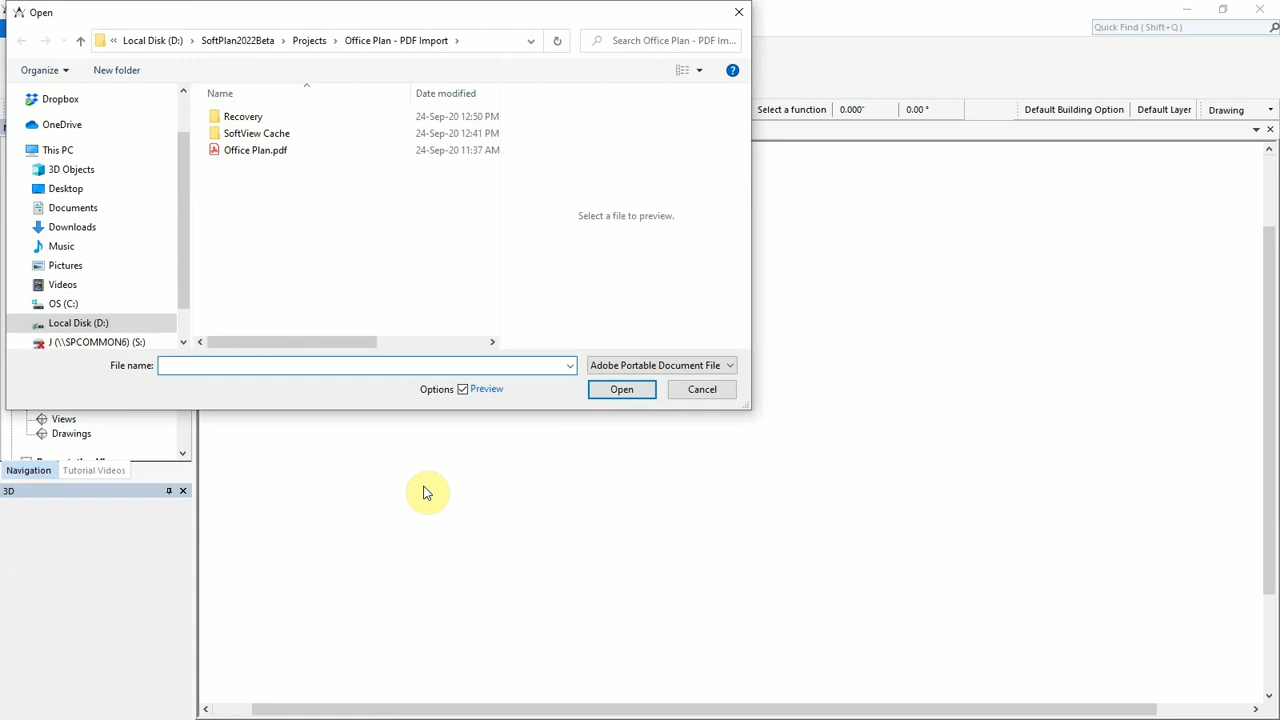 Open
Quick Find ( Shift+Q )
« Local Disk (D:) › SoftPlan2022Beta › Projects › Office Plan - PDF Import ›
Search Office Plan - PDF Im...
Organize
New folder
Select a function
0.000"
0.00 °
Default Building Option
Default Layer
Drawing
Name
Date modified
Dropbox
OneDrive
This PC
3D Objects
Desktop
Documents
Downloads
Music
Pictures
Videos
OS (C:)
Local Disk (D:)
J (\\SPCOMMON6) (S:)
Recovery 24-Sep-20 12:50 PM
SoftView Cache 24-Sep-20 12:41 PM
Office Plan.pdf 24-Sep-20 11:37 AM
Select a file to preview.
File name:
Adobe Portable Document File
Options Preview
Open
Cancel
Views
Drawings
Navigation
Tutorial Videos
3D